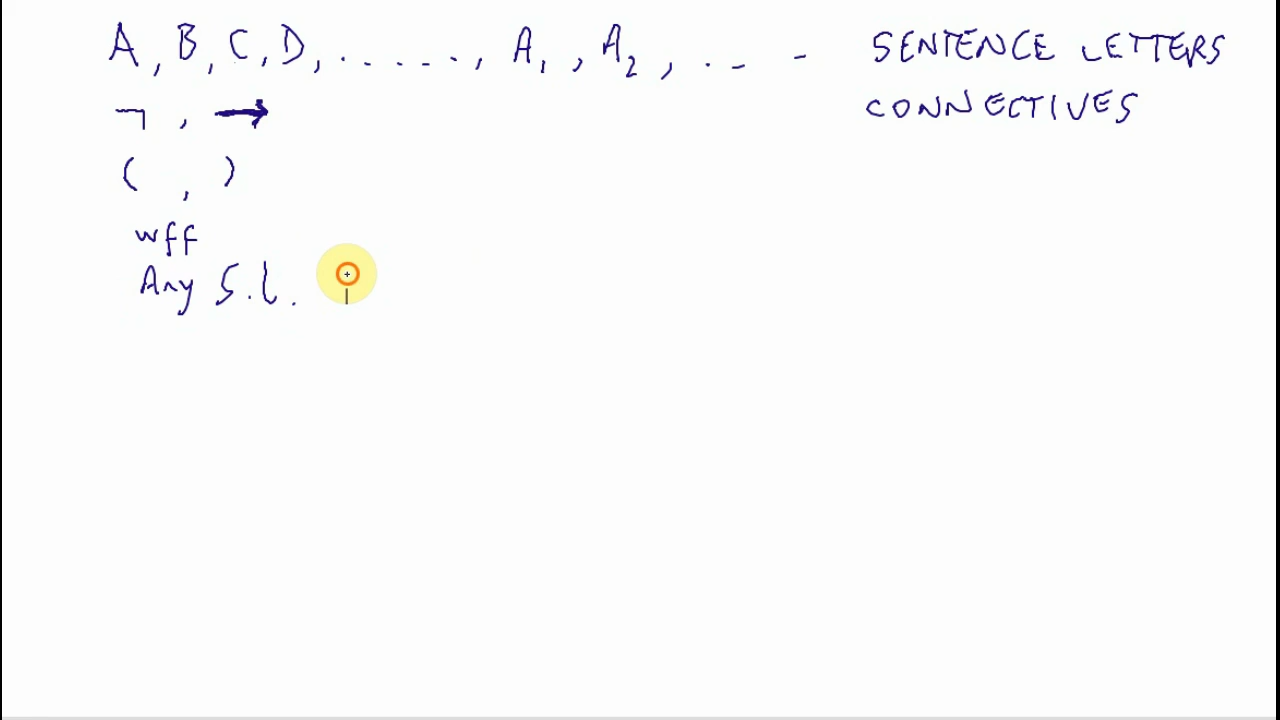 A, B, C, D, ......, A₁, A₂, ... SENTENCE LETTERS
¬, → CONNECTIVES
( , )
wff
Any S.l. I